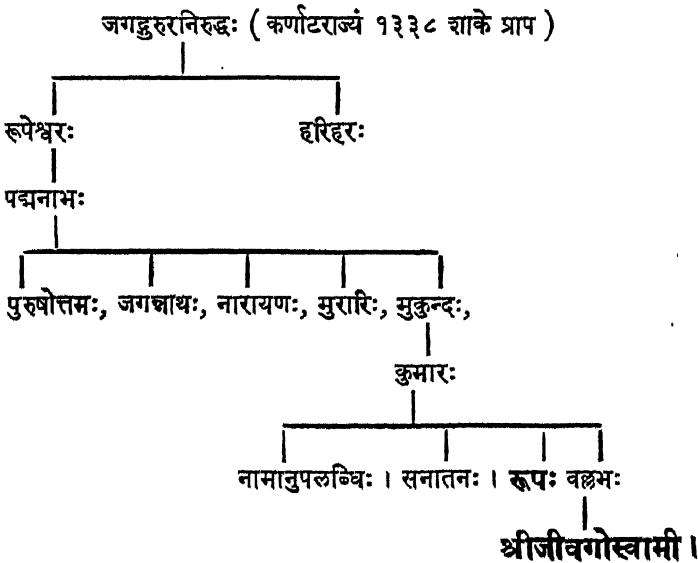 जगद्गुरुरनिरुद्धः ( कर्णाटराज्यं १३३८ शाके प्राप )
रूपेश्वरः हरिहरः
पद्मनाभः
पुरुषोत्तमः, जगन्नाथः, नारायणः, मुरारिः, मुकुन्दः,
कुमारः
नामानुपलब्धिः । सनातनः । रूपः वल्लभः
श्रीजीवगोस्वामी ।